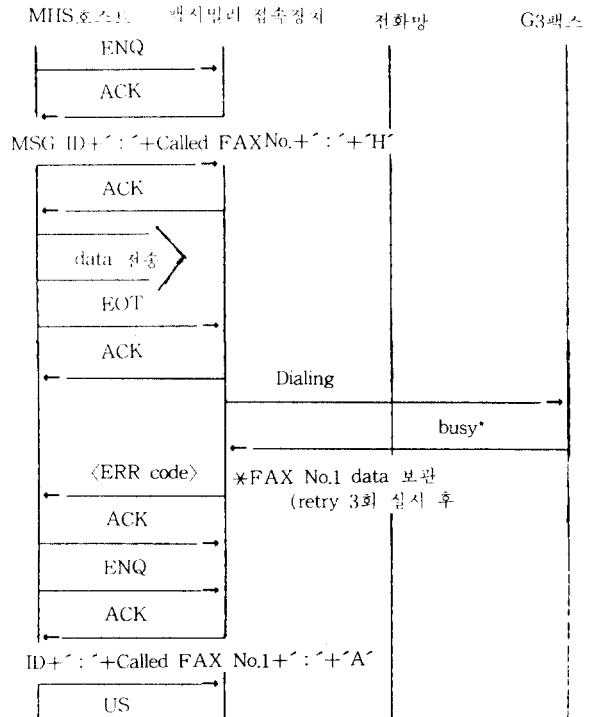 MHS호스트 팩시밀리 접속장치 전화망 G3팩스
ENQ
ACK
MSG ID+´:´+Called FAX No.+´:´+´H´
ACK
data 전송
EOT
ACK
Dialing
busy*
〈ERR code〉 *FAX No.1 data 보관
(retry 3회 실시 후
ACK
ENQ
ACK
ID+´:´+Called FAX No.1+´:´+´A´
US